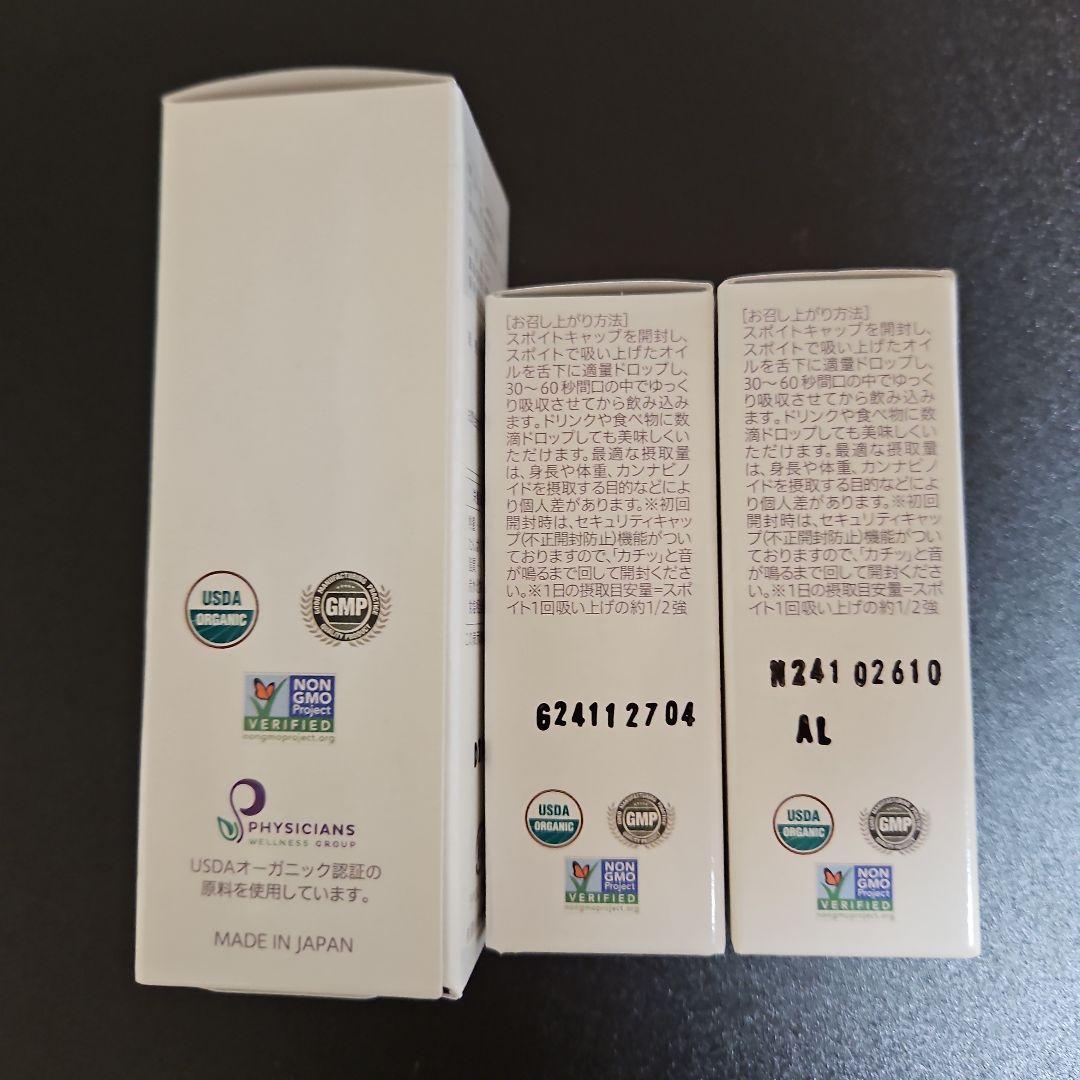 USDA
ORGANIC
GOOD MANUFACTURING PRACTICE
GMP
QUALITY PRODUCT
NON
GMO
Project
VERIFIED
nongmoproject.org
PHYSICIANS
WELLNESS GROUP
USDAオーガニック認証の
原料を使用しています。
MADE IN JAPAN
[お召し上がり方法]
スポイトキャップを開封し、
スポイトで吸い上げたオイ
ルを舌下に適量ドロップし、
30〜60秒間口の中でゆっく
り吸収させてから飲み込み
ます。ドリンクや食べ物に数
滴ドロップしても美味しくい
ただけます。最適な摂取量
は、身長や体重、カンナビノ
イドを摂取する目的などによ
り個人差があります。※初回
開封時は、セキュリティキャッ
プ(不正開封防止)機能がつい
ておりますので、「カチッ」と音
が鳴るまで回して開封くださ
い。※1日の摂取目安量=スポ
イト1回吸い上げの約1/2強
624112704
USDA
ORGANIC
GMP
NON
GMO
Project
VERIFIED
nongmoproject.org
[お召し上がり方法]
スポイトキャップを開封し、
スポイトで吸い上げたオイ
ルを舌下に適量ドロップし、
30〜60秒間口の中でゆっく
り吸収させてから飲み込み
ます。ドリンクや食べ物に数
滴ドロップしても美味しくい
ただけます。最適な摂取量
は、身長や体重、カンナビノ
イドを摂取する目的などによ
り個人差があります。※初回
開封時は、セキュリティキャッ
プ(不正開封防止)機能がつい
ておりますので、「カチッ」と音
が鳴るまで回して開封くださ
い。※1日の摂取目安量=スポ
イト1回吸い上げの約1/2強
N241 02610
AL
USDA
ORGANIC
GMP
NON
GMO
Project
VERIFIED
nongmoproject.org